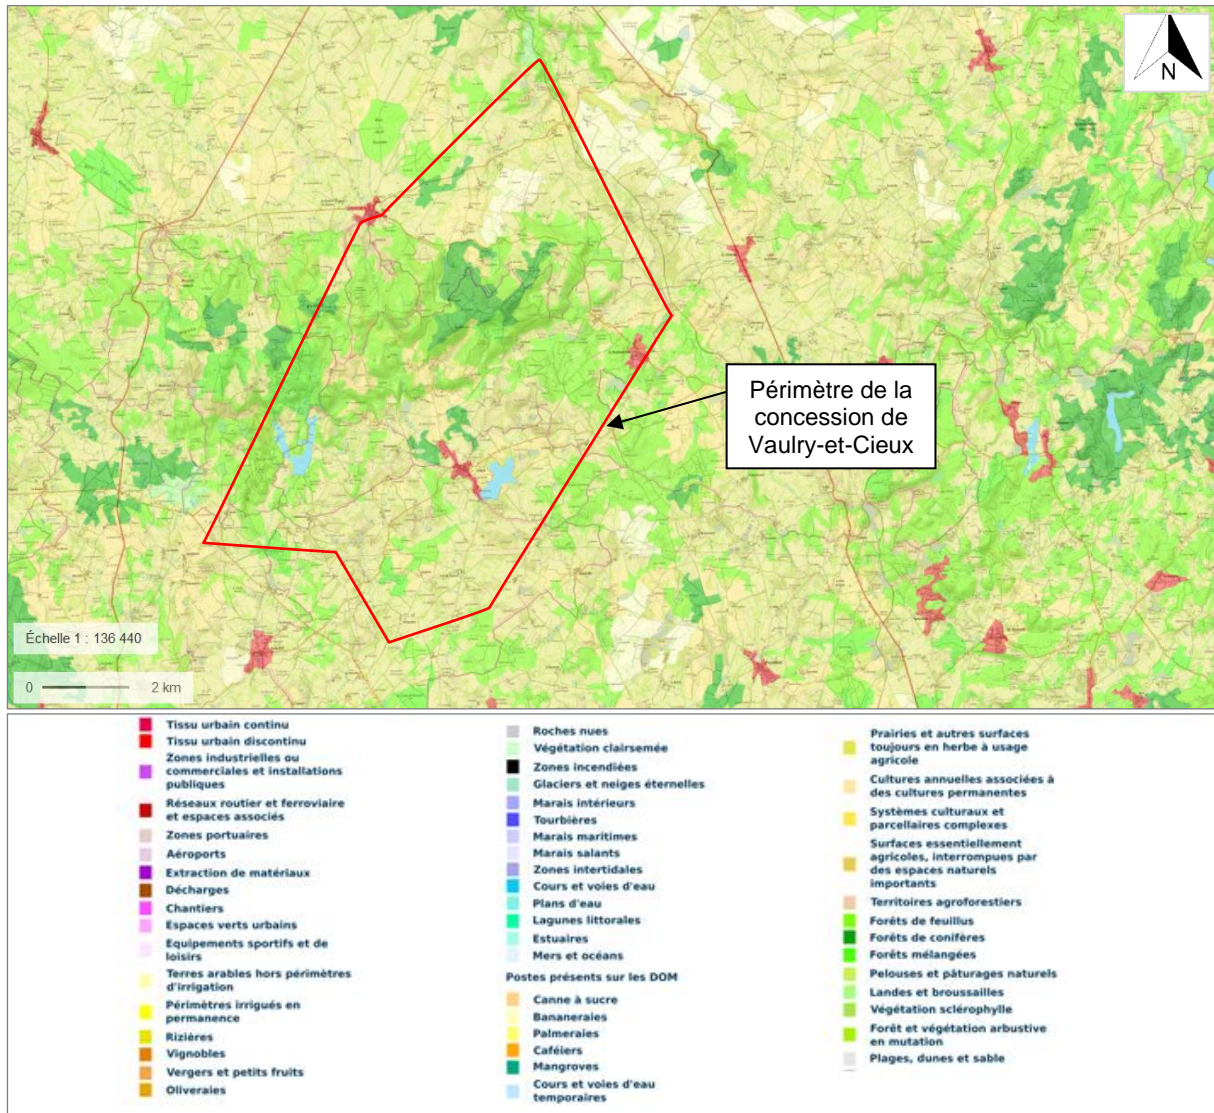 N
Périmètre de la
concession de
Vaulry-et-Cieux
Échelle 1 : 136 440
0 2 km
Tissu urbain continu
Tissu urbain discontinu
Zones industrielles ou
commerciales et installations
publiques
Réseaux routier et ferroviaire
et espaces associés
Zones portuaires
Aéroports
Extraction de matériaux
Décharges
Chantiers
Espaces verts urbains
Equipements sportifs et de
loisirs
Terres arables hors périmètres
d'irrigation
Périmètres irrigués en
permanence
Rizières
Vignobles
Vergers et petits fruits
Oliveraies
Roches nues
Végétation clairsemée
Zones incendiées
Glaciers et neiges éternelles
Marais intérieurs
Tourbières
Marais maritimes
Marais salants
Zones intertidales
Cours et voies d'eau
Plans d'eau
Lagunes littorales
Estuaires
Mers et océans
Postes présents sur les DOM
Canne à sucre
Bananeraies
Palmeraies
Caféiers
Mangroves
Cours et voies d'eau
temporaires
Prairies et autres surfaces
toujours en herbe à usage
agricole
Cultures annuelles associées à
des cultures permanentes
Systèmes culturaux et
parcellaires complexes
Surfaces essentiellement
agricoles, interrompues par
des espaces naturels
importants
Territoires agroforestiers
Forêts de feuillus
Forêts de conifères
Forêts mélangées
Pelouses et pâturages naturels
Landes et broussailles
Végétation sclérophylle
Forêt et végétation arbustive
en mutation
Plages, dunes et sable